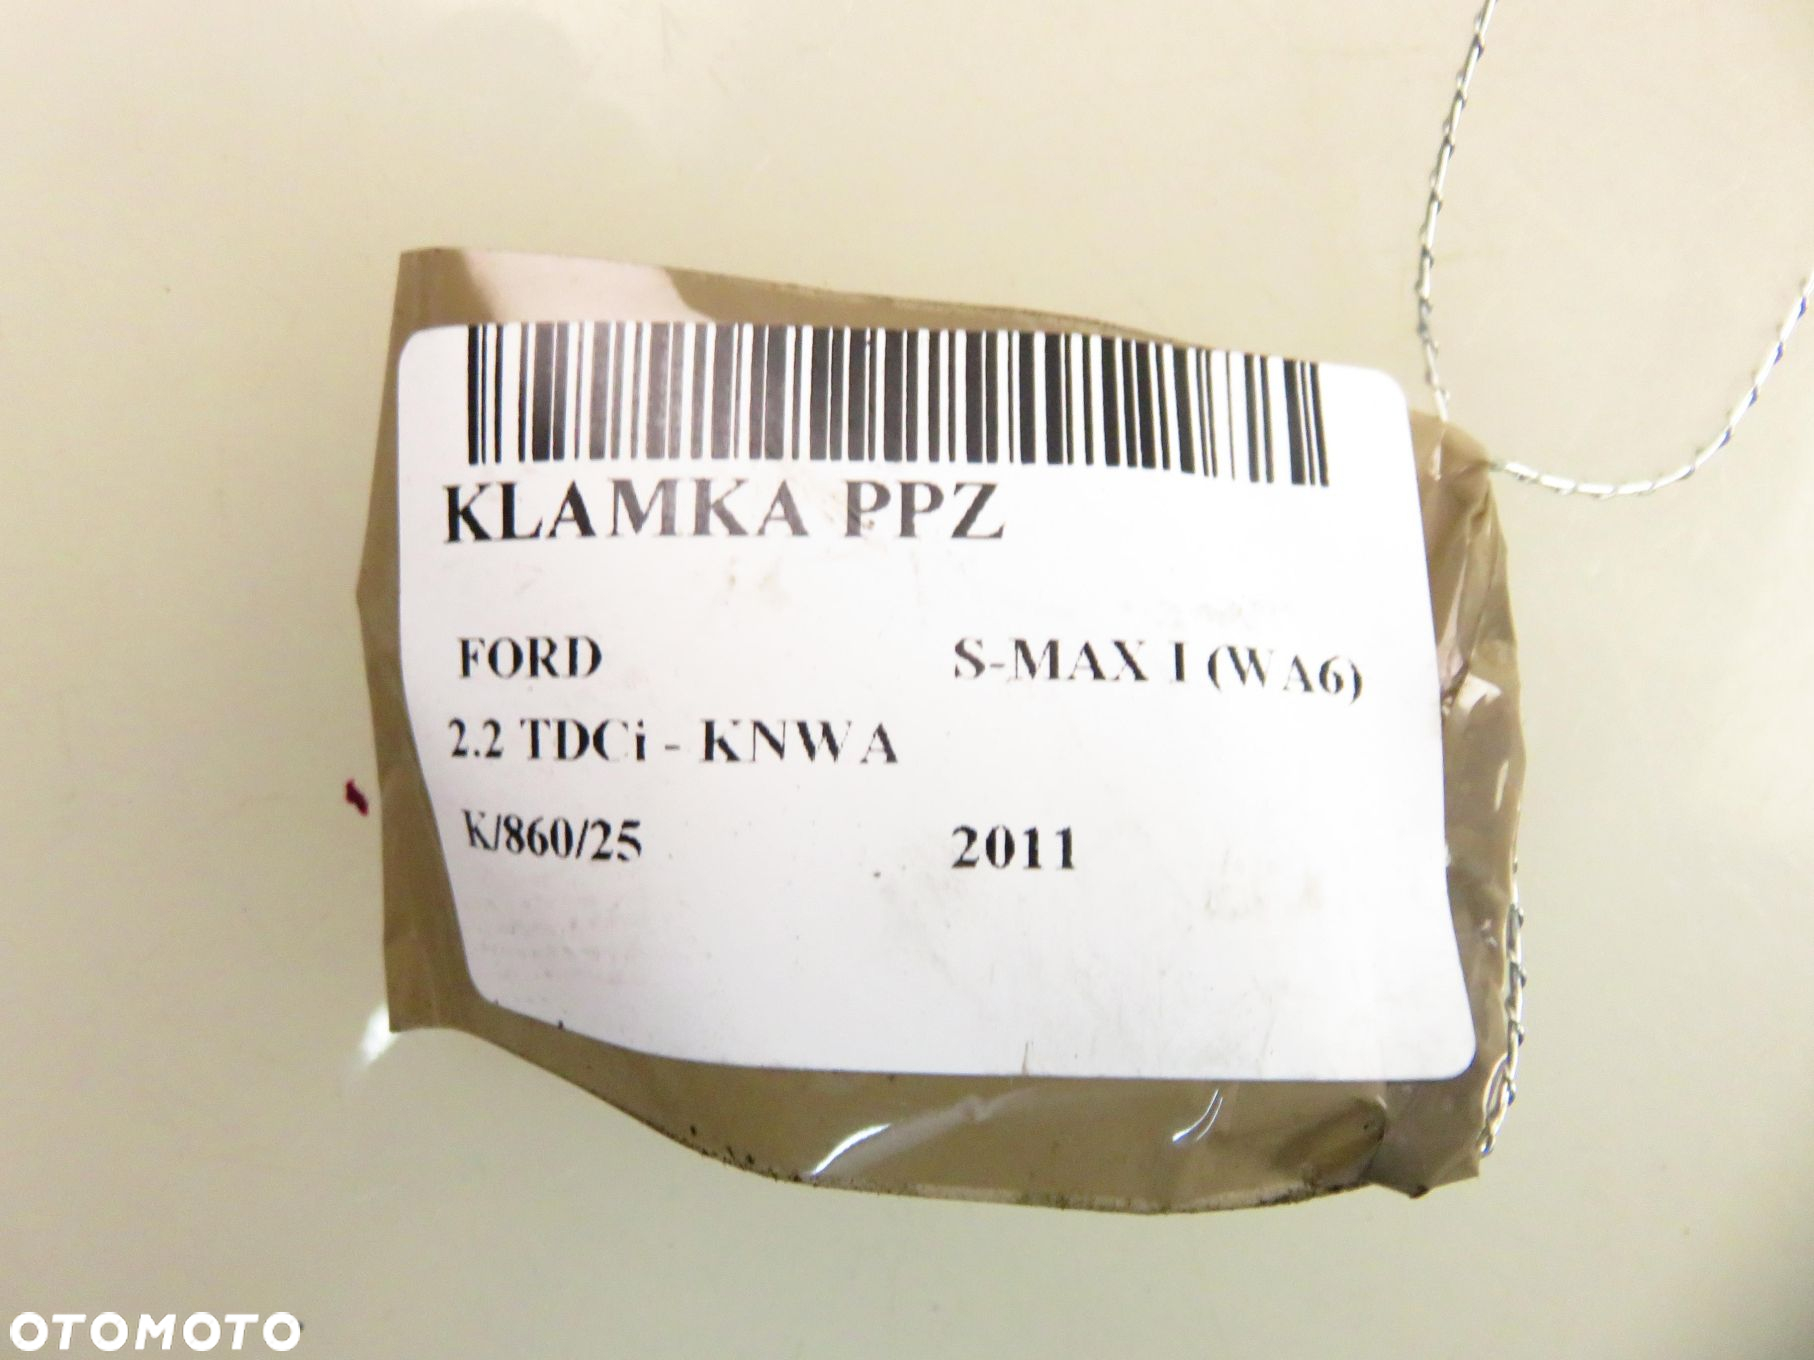 KLAMKA PPZ
FORD S-MAX I (WA6)
2.2 TDCi - KNWA
K/860/25 2011
OTOMOTO